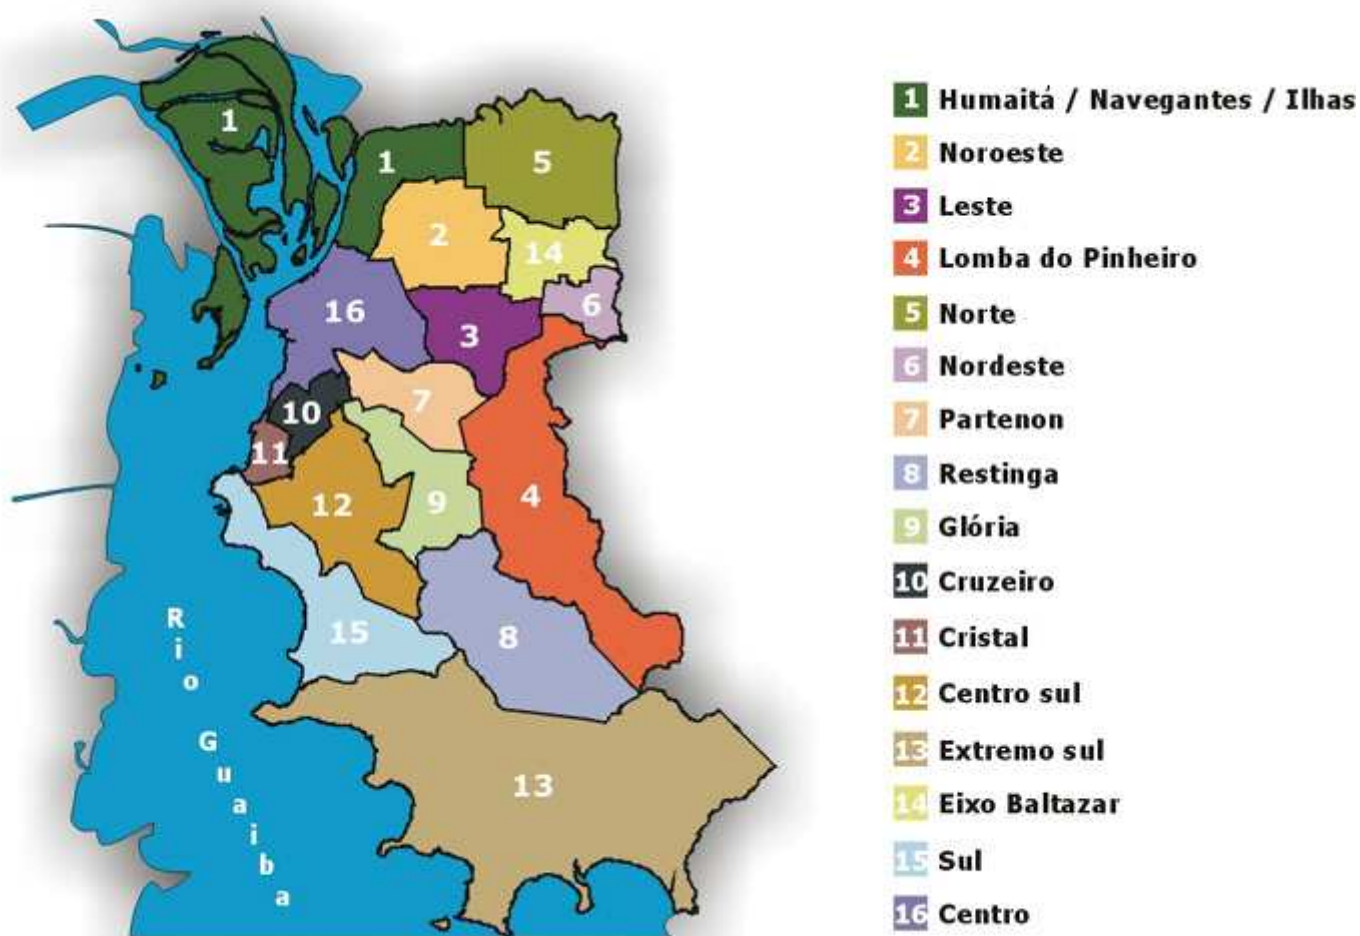 1
1
5
2
14
6
16
3
7
10
11
12
9
4
15
8
13
Rio Guaiba
1 Humaitá / Navegantes / Ilhas
2 Noroeste
3 Leste
4 Lomba do Pinheiro
5 Norte
6 Nordeste
7 Partenon
8 Restinga
9 Glória
10 Cruzeiro
11 Cristal
12 Centro sul
13 Extremo sul
14 Eixo Baltazar
15 Sul
16 Centro